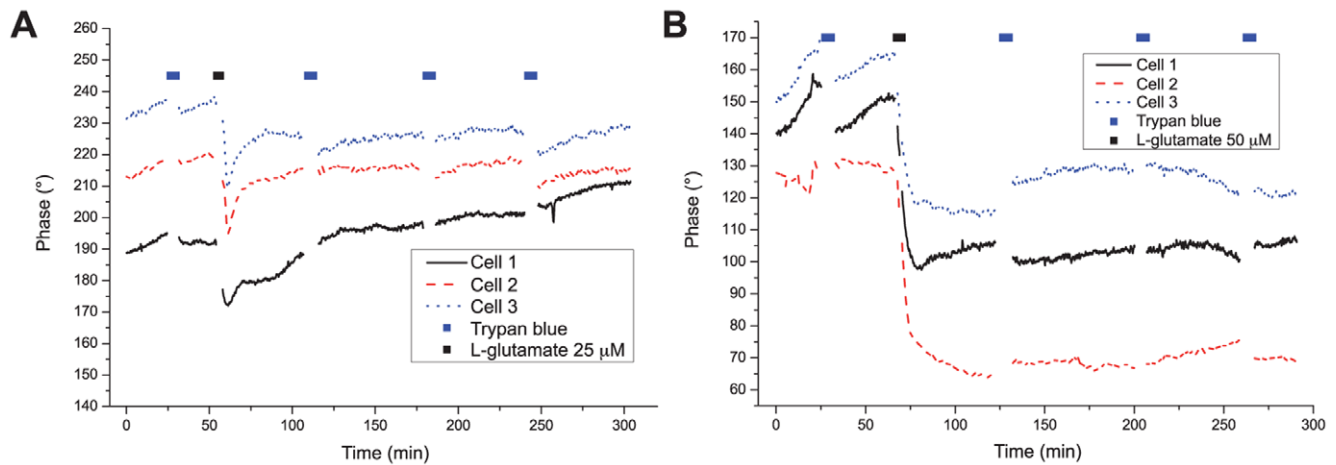 A
260
250
240
230
220
210
200
190
180
170
160
150
140
Phase (°)
0
50
100
150
200
250
300
Time (min)
Cell 1
Cell 2
Cell 3
Trypan blue
L-glutamate 25 μM
B
170
160
150
140
130
120
110
100
90
80
70
60
Phase (°)
0
50
100
150
200
250
300
Time (min)
Cell 1
Cell 2
Cell 3
Trypan blue
L-glutamate 50 μM